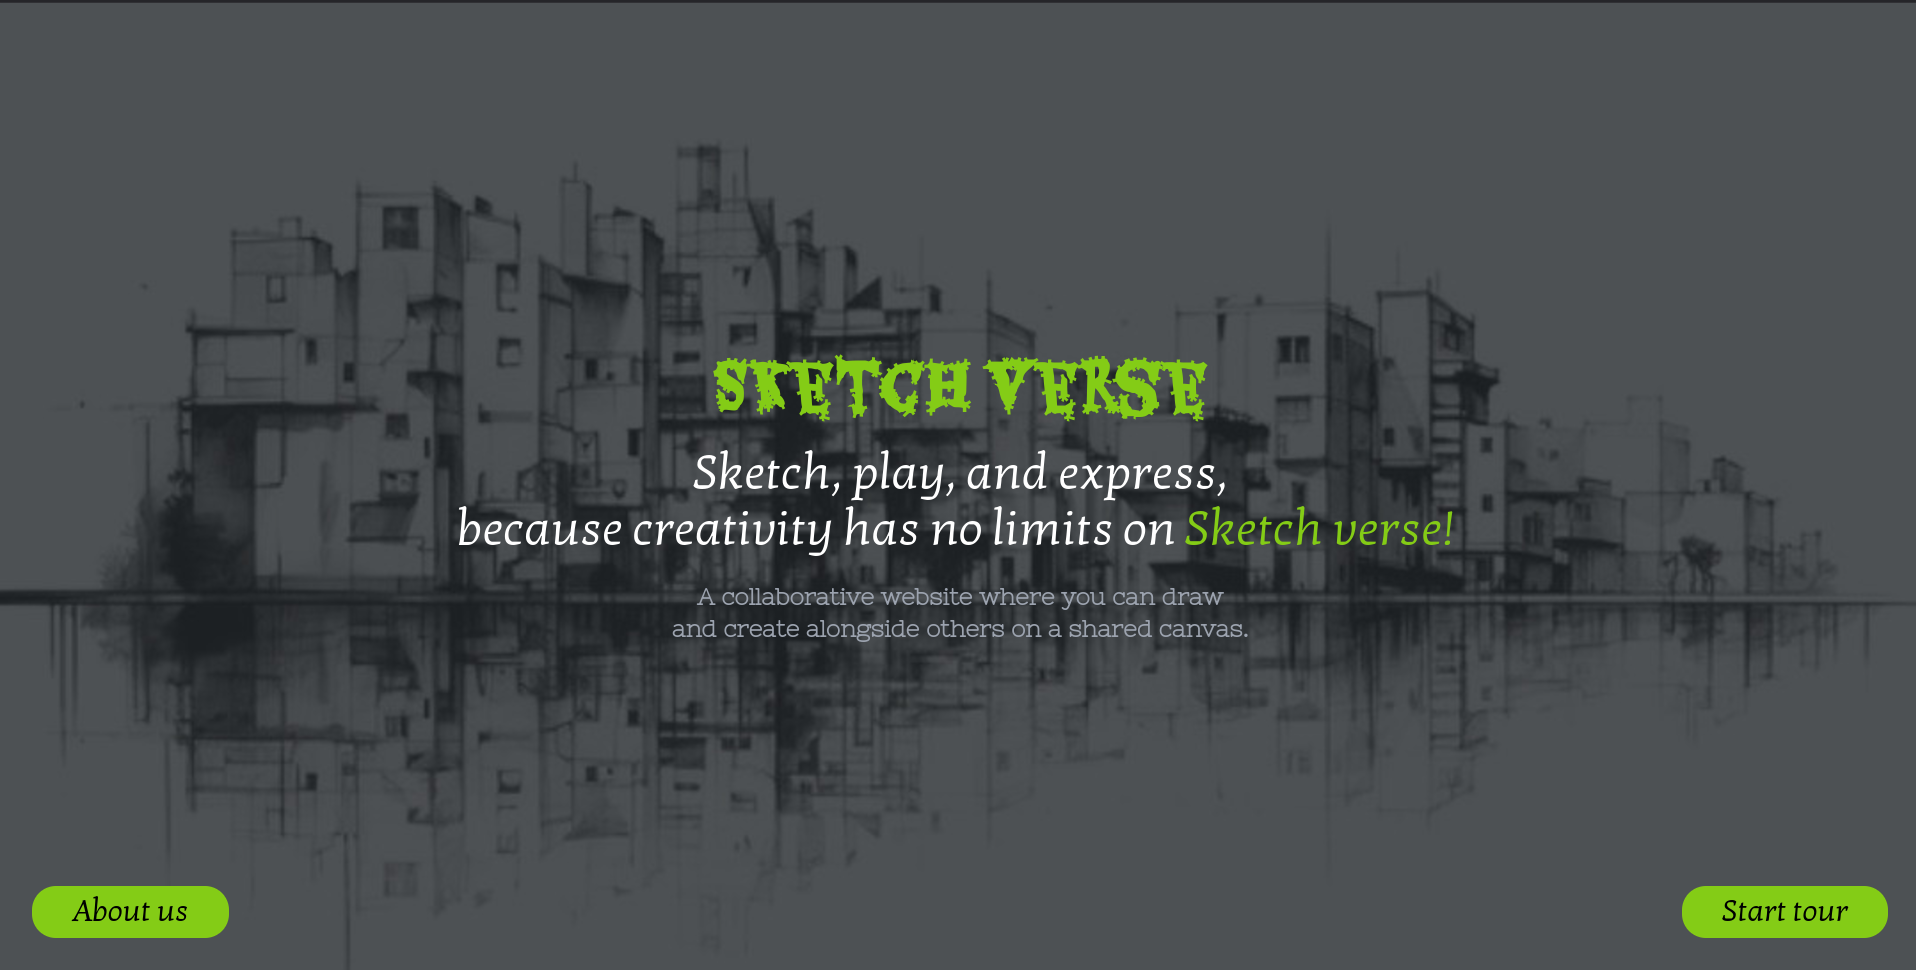 SKETCH VERSE
Sketch, play, and express,
because creativity has no limits on Sketch verse!
A collaborative website where you can draw
and create alongside others on a shared canvas.
About us
Start tour